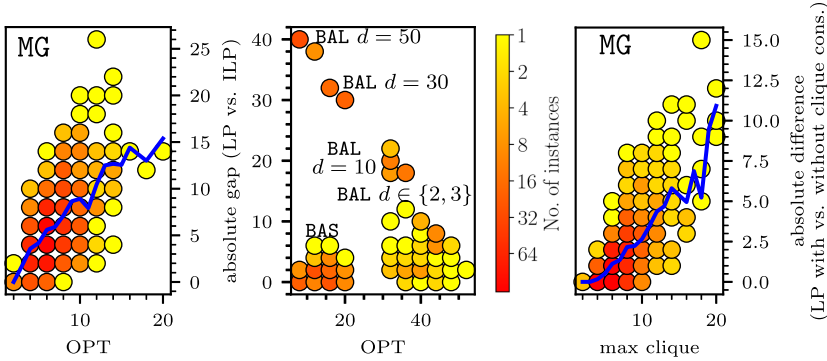 MG
0
5
10
15
20
25
absolute gap (LP vs. ILP)
10
20
OPT
BAL d = 50
BAL d = 30
BAL
d = 10
BAL d ∈ {2, 3}
BAS
0
10
20
30
40
20
40
OPT
1
2
4
8
16
32
64
No. of instances
MG
0.0
2.5
5.0
7.5
10.0
12.5
15.0
absolute difference
(LP with vs. without clique cons.)
10
20
max clique